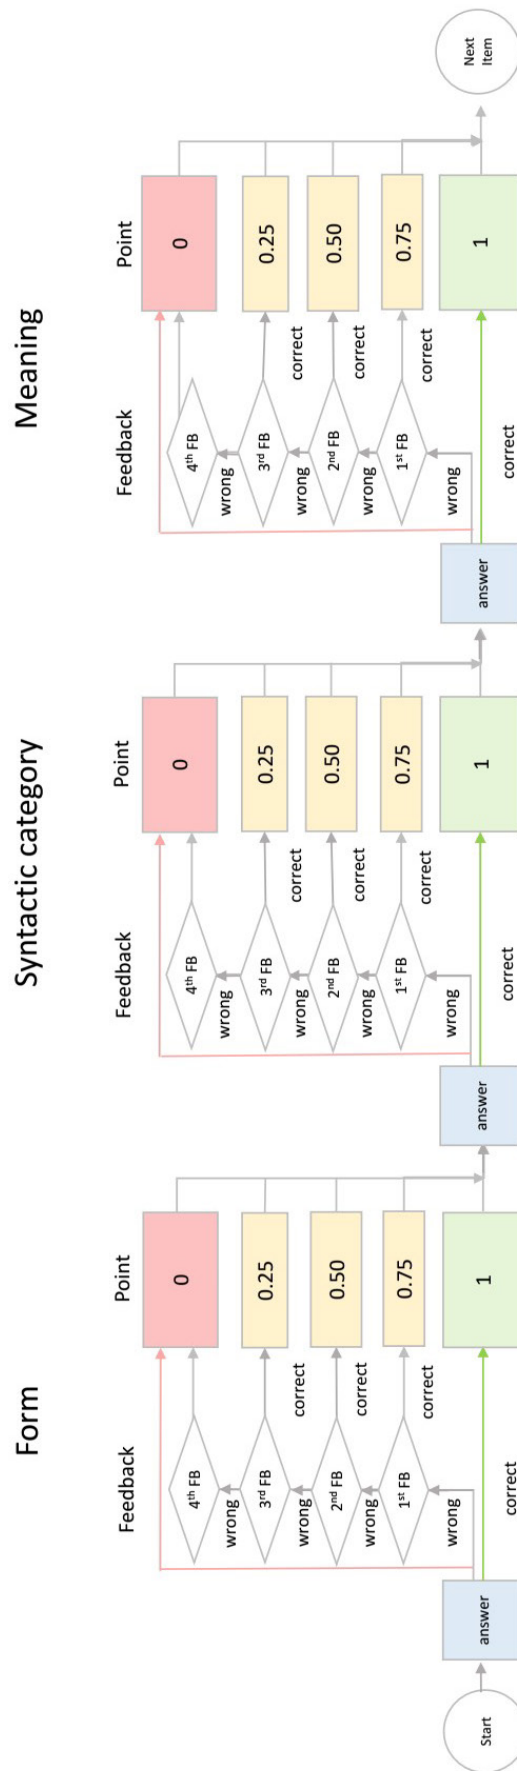 Form
Feedback
Point
Start
answer
4th FB
wrong
3rd FB
wrong
2nd FB
wrong
1st FB
wrong
correct
correct
correct
correct
0
0.25
0.50
0.75
1
Syntactic category
Feedback
Point
answer
4th FB
wrong
3rd FB
wrong
2nd FB
wrong
1st FB
wrong
correct
correct
correct
correct
0
0.25
0.50
0.75
1
Meaning
Feedback
Point
answer
4th FB
wrong
3rd FB
wrong
2nd FB
wrong
1st FB
wrong
correct
correct
correct
correct
0
0.25
0.50
0.75
1
Next
Item